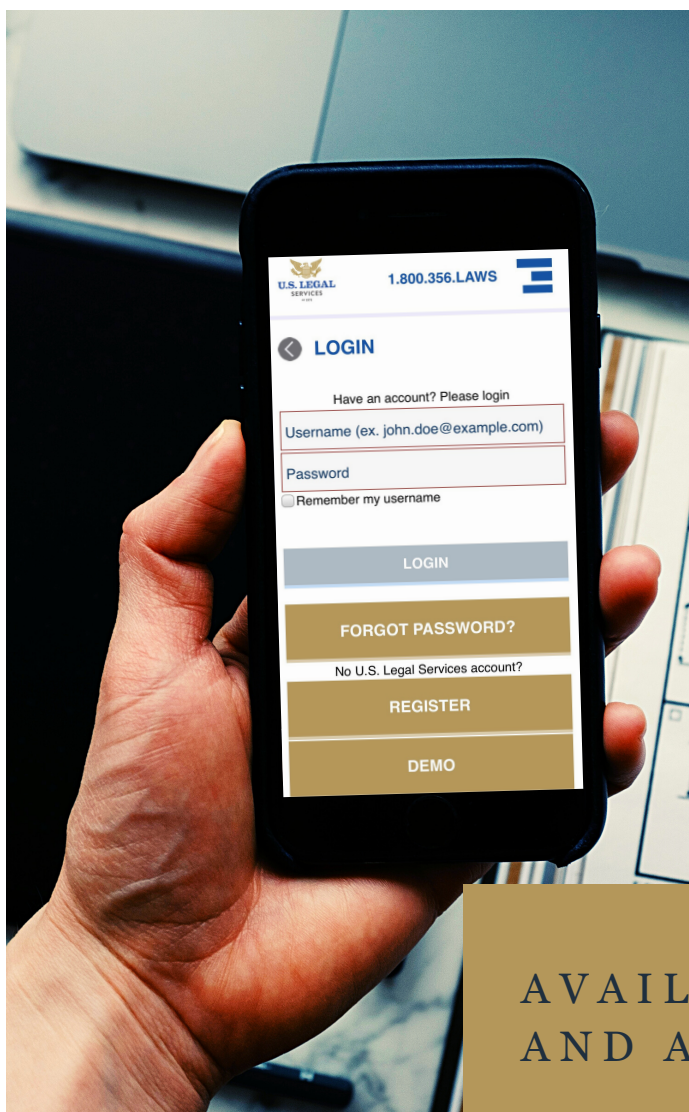 U.S. LEGAL
SERVICES
1.800.356.LAWS
LOGIN
Have an account? Please login
Username (ex. john.doe@example.com)
Password
Remember my username
LOGIN
FORGOT PASSWORD?
No U.S. Legal Services account?
REGISTER
DEMO
AVAIL
AND A